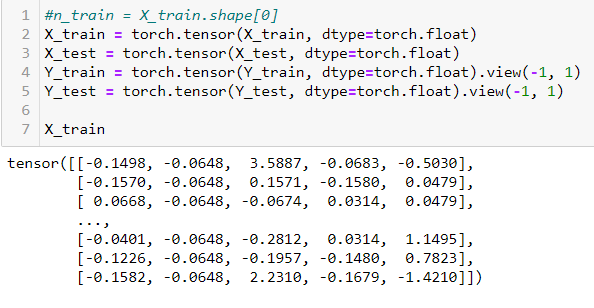 1 #n_train = X_train.shape[0]
2 X_train = torch.tensor(X_train, dtype=torch.float)
3 X_test = torch.tensor(X_test, dtype=torch.float)
4 Y_train = torch.tensor(Y_train, dtype=torch.float).view(-1, 1)
5 Y_test = torch.tensor(Y_test, dtype=torch.float).view(-1, 1)
6
7 X_train
tensor([[-0.1498, -0.0648,  3.5887, -0.0683, -0.5030],
        [-0.1570, -0.0648,  0.1571, -0.1580,  0.0479],
        [ 0.0668, -0.0648, -0.0674,  0.0314,  0.0479],
        ...,
        [-0.0401, -0.0648, -0.2812,  0.0314,  1.1495],
        [-0.1226, -0.0648, -0.1957, -0.1480,  0.7823],
        [-0.1582, -0.0648,  2.2310, -0.1679, -1.4210]])